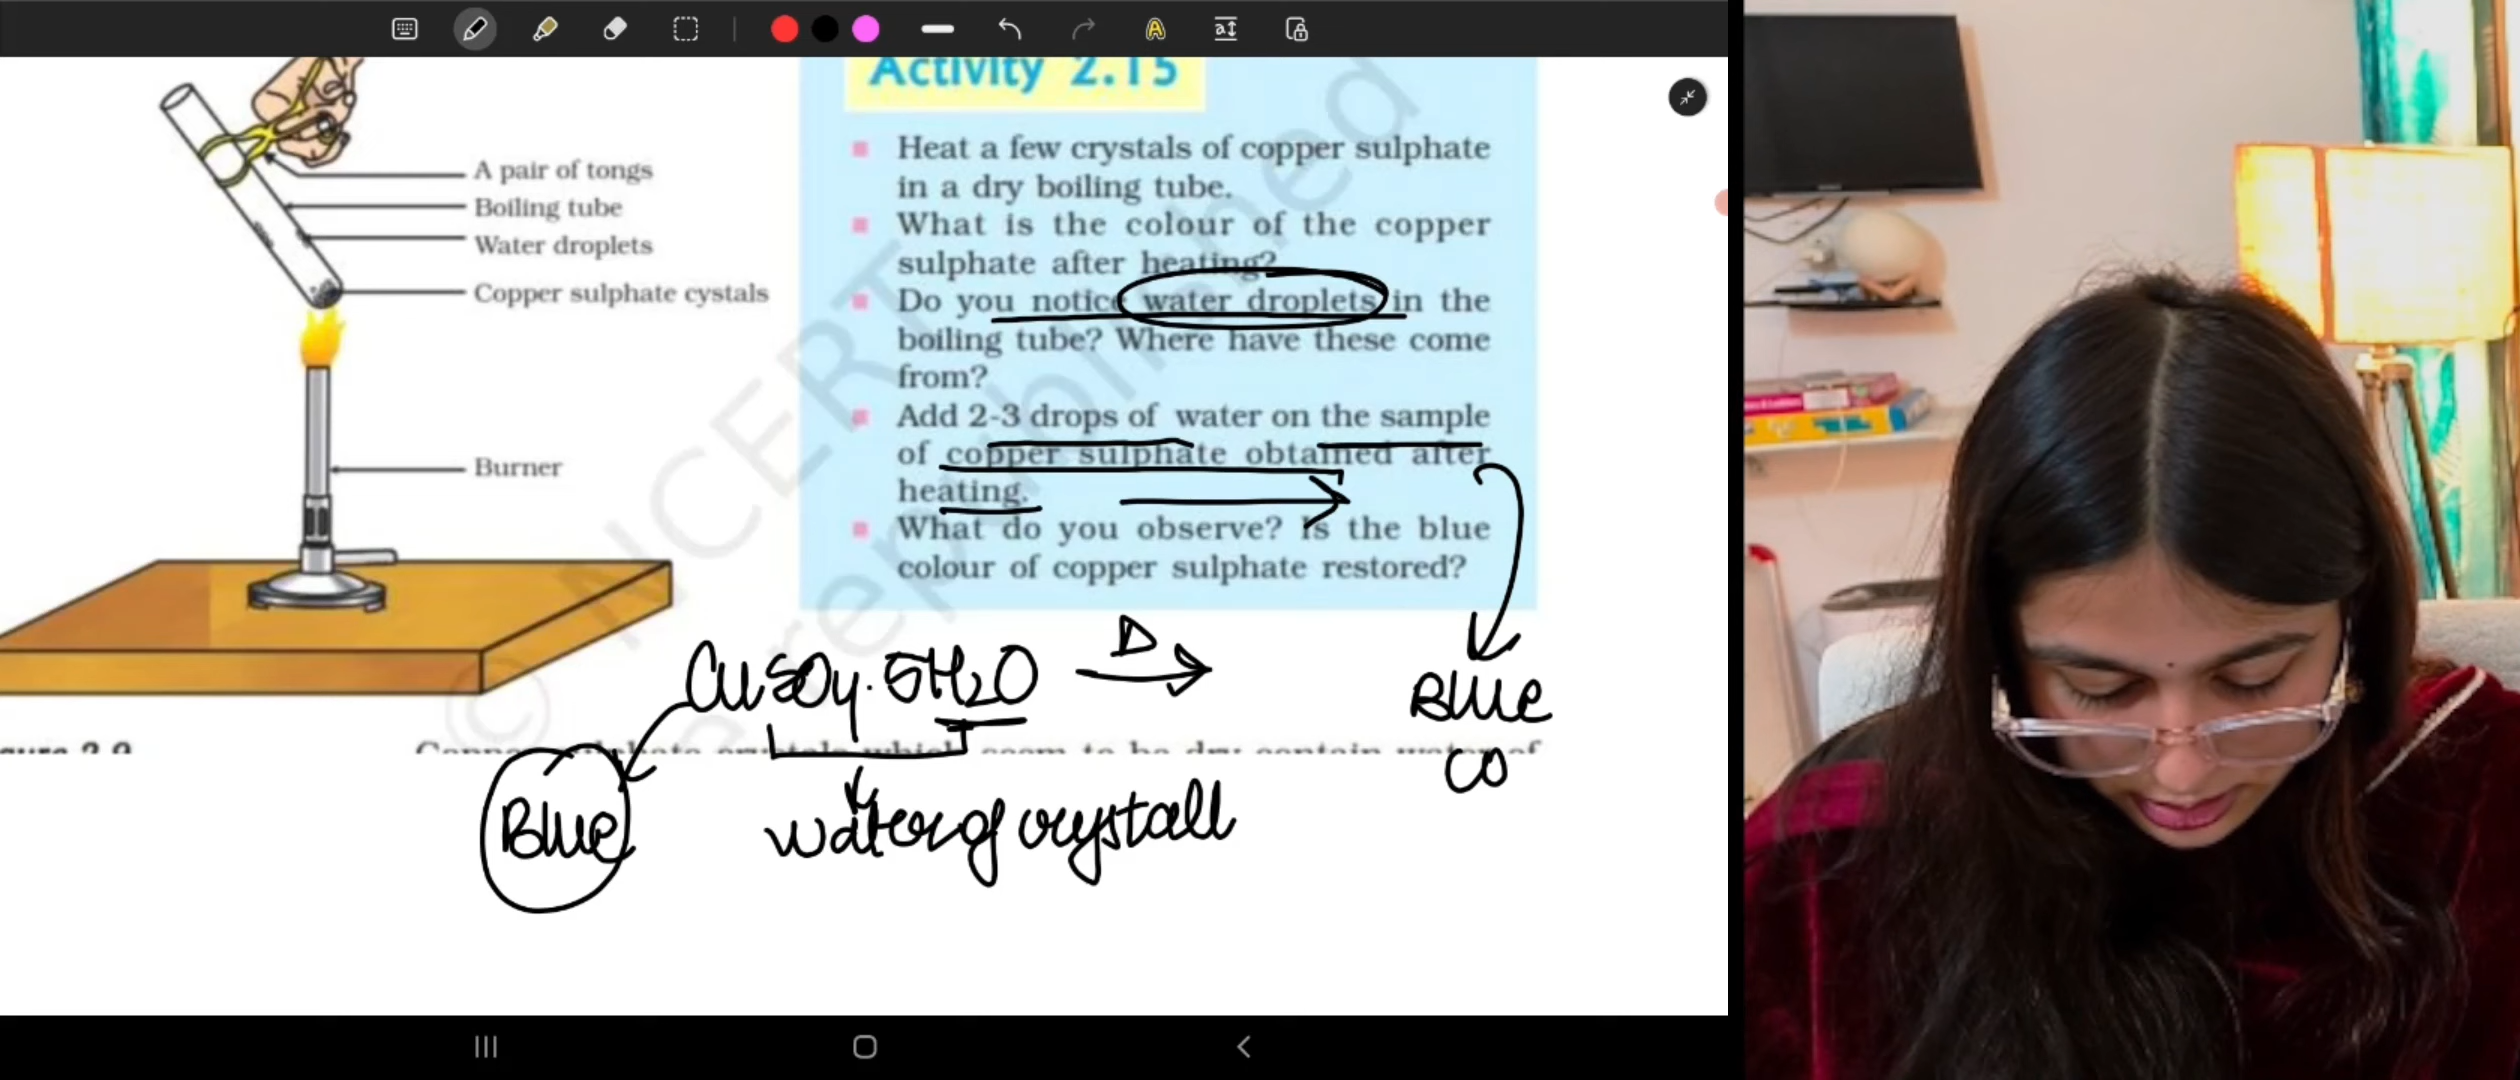 Activity 2.15
A pair of tongs
Boiling tube
Water droplets
Copper sulphate cystals
Burner
Heat a few crystals of copper sulphate
in a dry boiling tube.
What is the colour of the copper
sulphate after heating?
Do you notice water droplets in the
boiling tube? Where have these come
from?
Add 2-3 drops of water on the sample
of copper sulphate obtained after
heating.
What do you observe? Is the blue
colour of copper sulphate restored?
© NCERT
republished
CuSO4.5H2O
Blue
Co
Blue
water of crystall